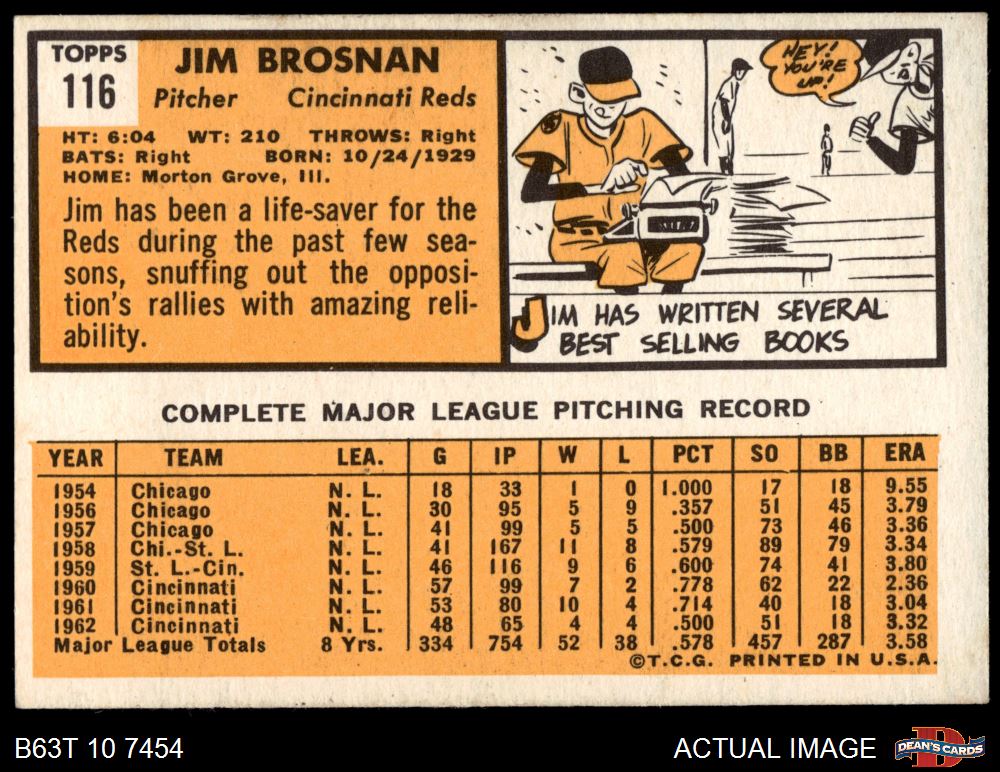 TOPPS
116
JIM BROSNAN
Pitcher Cincinnati Reds
HT: 6:04 WT: 210 THROWS: Right
BATS: Right BORN: 10/24/1929
HOME: Morton Grove, Ill.
Jim has been a life-saver for the
Reds during the past few sea-
sons, snuffing out the opposi-
tion's rallies with amazing reli-
ability.
HEY!
YOU'RE
UP!
JIM HAS WRITTEN SEVERAL
BEST SELLING BOOKS
COMPLETE MAJOR LEAGUE PITCHING RECORD
YEAR TEAM LEA. G IP W L PCT SO BB ERA
1954 Chicago N. L. 18 33 1 0 1.000 17 18 9.55
1956 Chicago N. L. 30 95 5 9 .357 51 45 3.79
1957 Chicago N. L. 41 99 5 5 .500 73 46 3.36
1958 Chi.-St. L. N. L. 41 167 11 8 .579 89 79 3.34
1959 St. L.-Cin. N. L. 46 116 9 6 .600 74 41 3.80
1960 Cincinnati N. L. 57 99 7 2 .778 62 22 2.36
1961 Cincinnati N. L. 53 80 10 4 .714 40 18 3.04
1962 Cincinnati N. L. 48 65 4 4 .500 51 18 3.32
Major League Totals 8 Yrs. 334 754 52 38 .578 457 287 3.58
©T.C.G. PRINTED IN U.S.A.
B63T 10 7454
ACTUAL IMAGE
D
DEAN'S CARDS